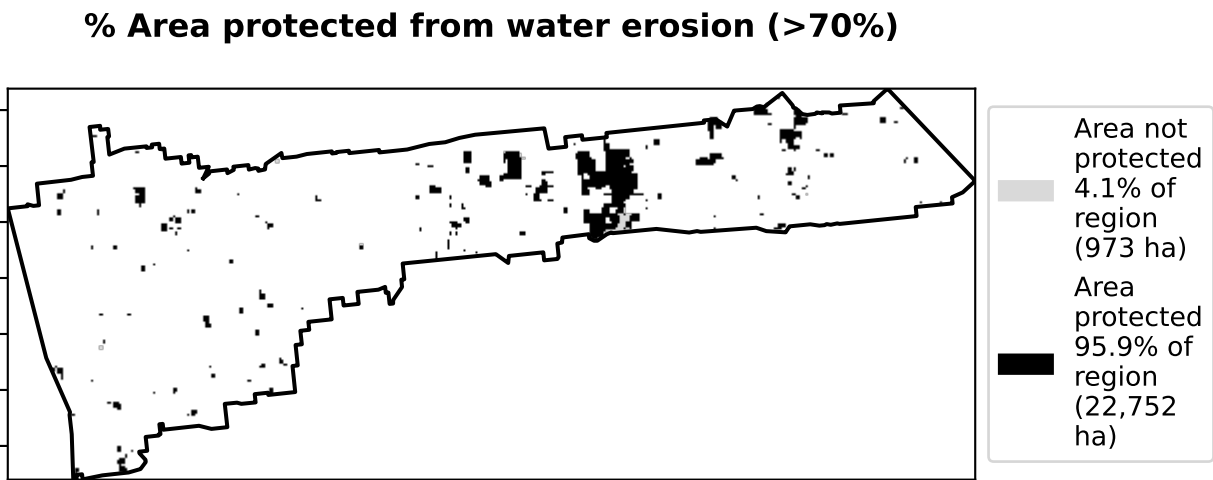 % Area protected from water erosion (>70%)
Area not
protected
4.1% of
region
(973 ha)
Area
protected
95.9% of
region
(22,752
ha)